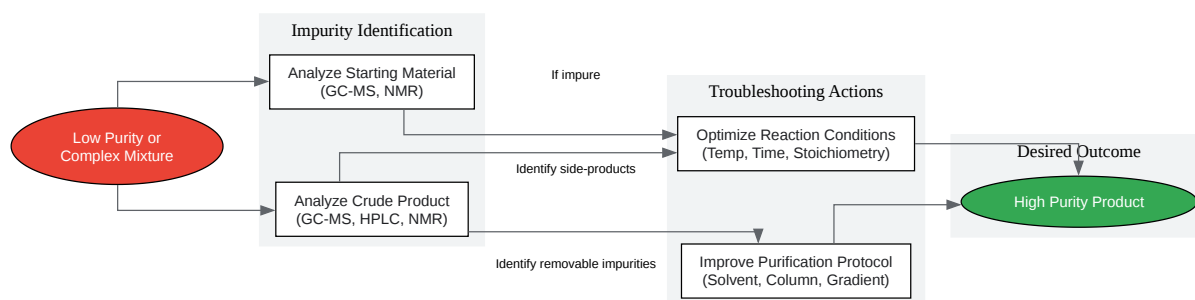 Impurity Identification
Analyze Starting Material
(GC-MS, NMR)
If impure
Troubleshooting Actions
Low Purity or
Complex Mixture
Optimize Reaction Conditions
(Temp, Time, Stoichiometry)
Desired Outcome
Identify side-products
Analyze Crude Product
(GC-MS, HPLC, NMR)
High Purity Product
Identify removable impurities
Improve Purification Protocol
(Solvent, Column, Gradient)